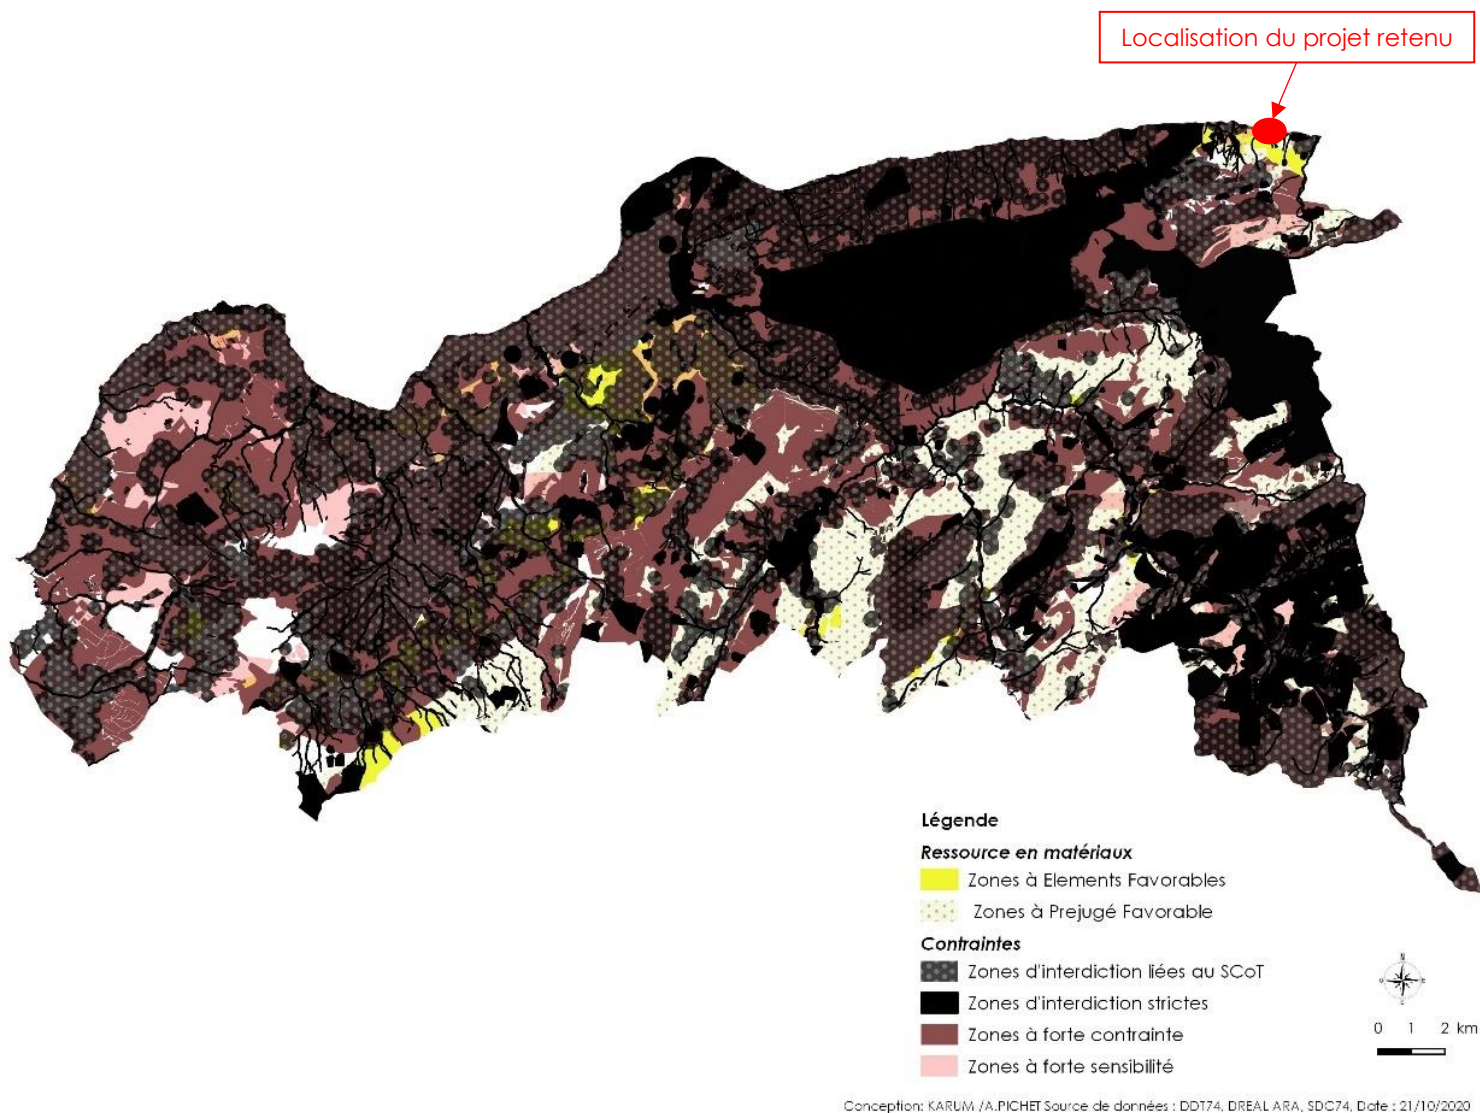 Localisation du projet retenu
Légende
Ressource en matériaux
Zones à Elements Favorables
Zones à Prejugé Favorable
Contraintes
Zones d'interdiction liées au SCoT
Zones d'interdiction strictes
Zones à forte contrainte
Zones à forte sensibilité
N
0 1 2 km
Conception: KARUM /A.PICHET Source de données : DDT74, DREAL ARA, SDC74, Date : 21/10/2020